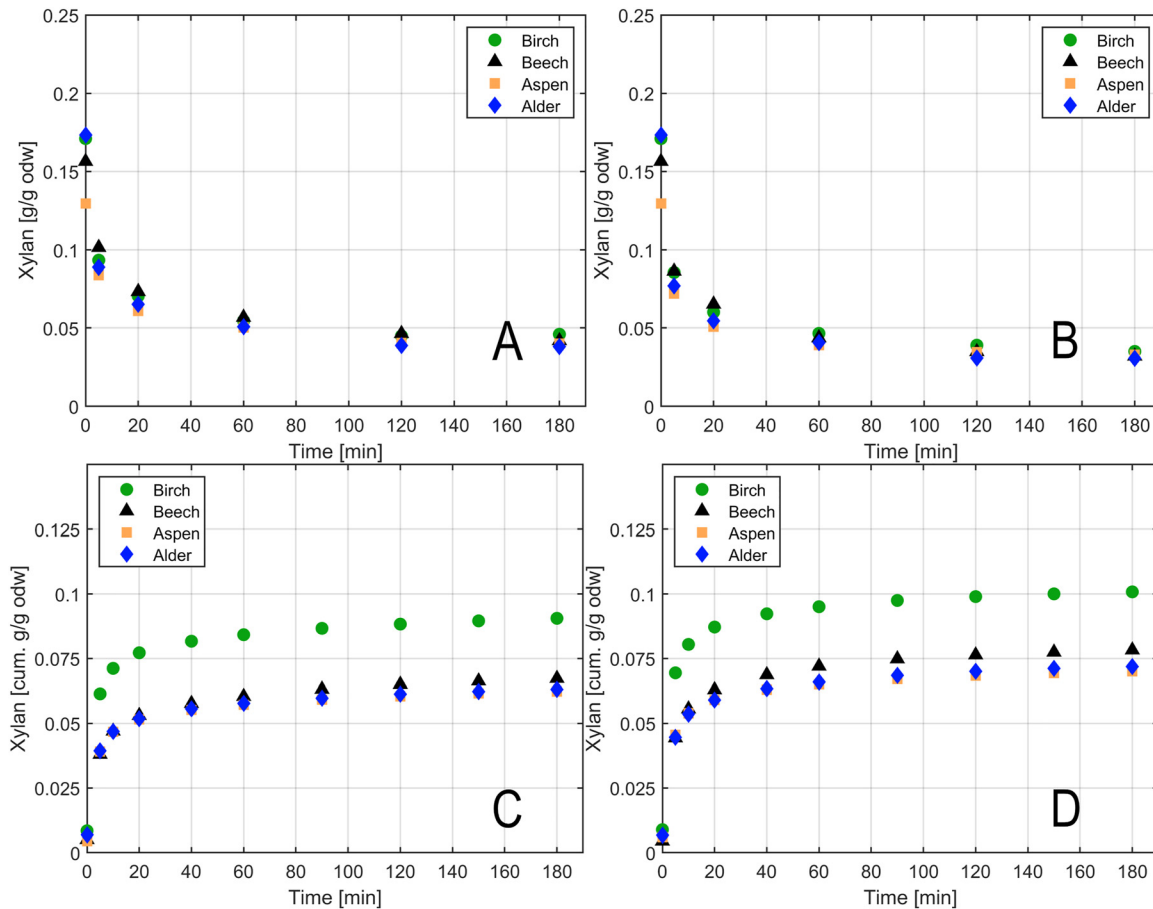 0.25
0.2
0.15
0.1
0.05
0
Xylan [g/g odw]
Birch
Beech
Aspen
Alder
A
0 20 40 60 80 100 120 140 160 180
Time [min]
0.25
0.2
0.15
0.1
0.05
0
Xylan [g/g odw]
Birch
Beech
Aspen
Alder
B
0 20 40 60 80 100 120 140 160 180
Time [min]
0.125
0.1
0.075
0.05
0.025
0
Xylan [cum. g/g odw]
Birch
Beech
Aspen
Alder
C
0 20 40 60 80 100 120 140 160 180
Time [min]
0.125
0.1
0.075
0.05
0.025
0
Xylan [cum. g/g odw]
Birch
Beech
Aspen
Alder
D
0 20 40 60 80 100 120 140 160 180
Time [min]